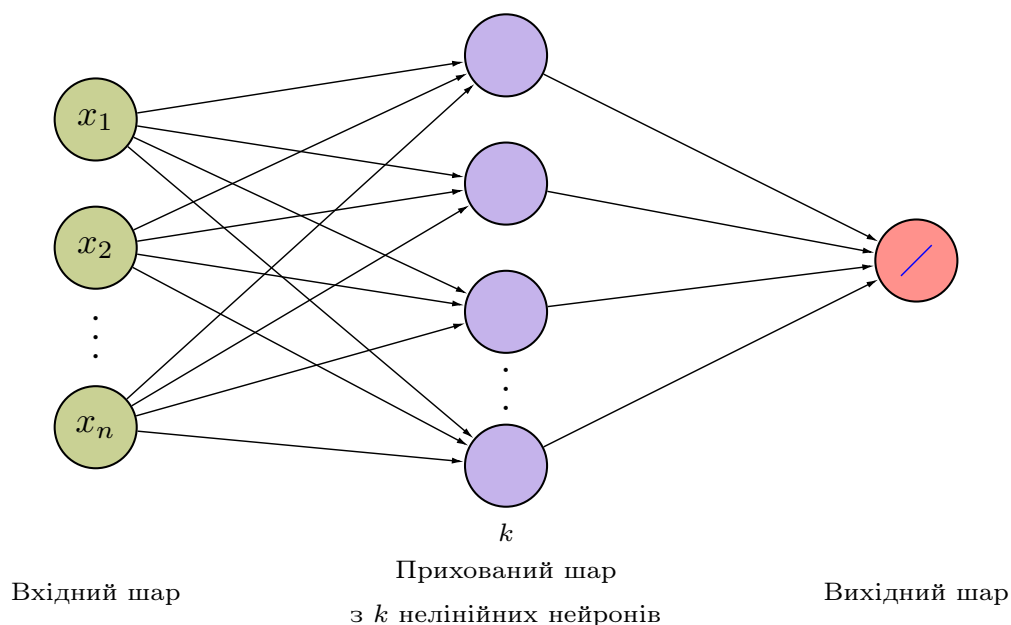 x₁
x₂
⋮
xₙ
⋮
k
Вхідний шар
Прихований шар
з k нелінійних нейронів
Вихідний шар